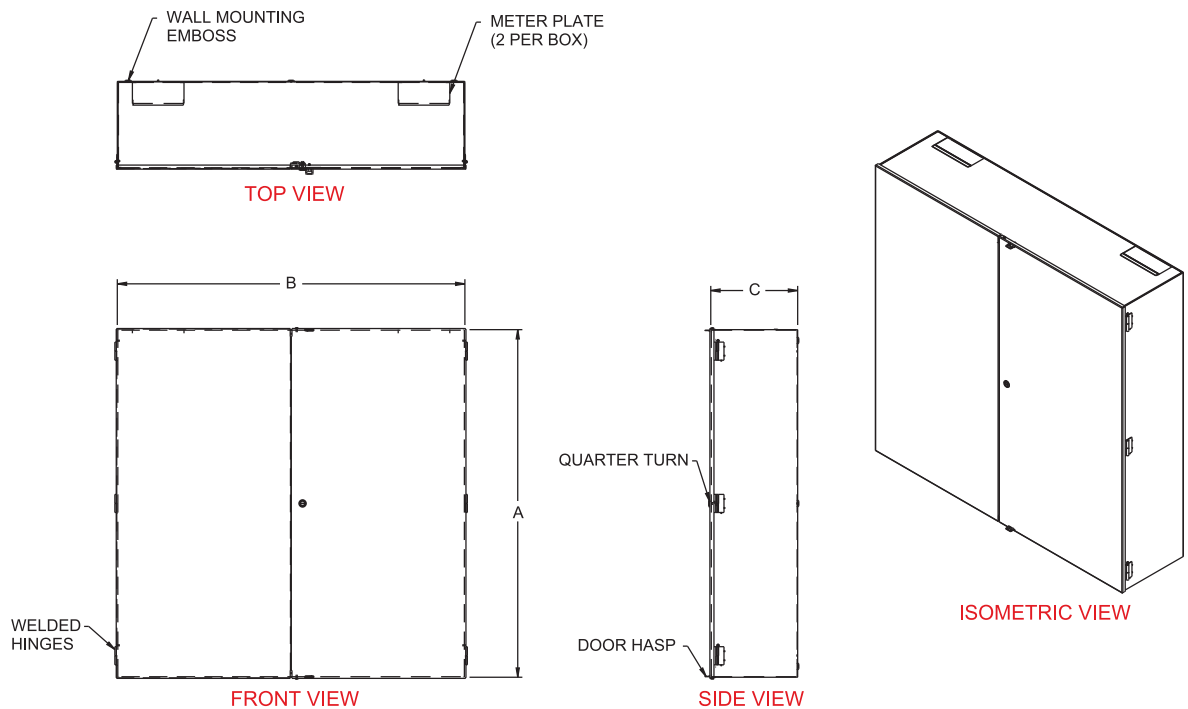 WALL MOUNTING
EMBOSS
METER PLATE
(2 PER BOX)
TOP VIEW
B
C
QUARTER TURN
A
WELDED
HINGES
DOOR HASP
FRONT VIEW
SIDE VIEW
ISOMETRIC VIEW